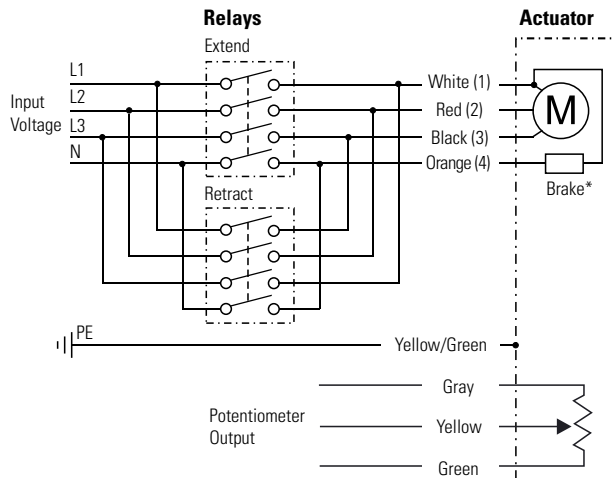 Relays
Actuator
Extend
L1
White (1)
Input
Voltage
L2
Red (2)
M
L3
Black (3)
N
Orange (4)
Brake*
Retract
PE
Yellow/Green
Gray
Potentiometer
Output
Yellow
Green